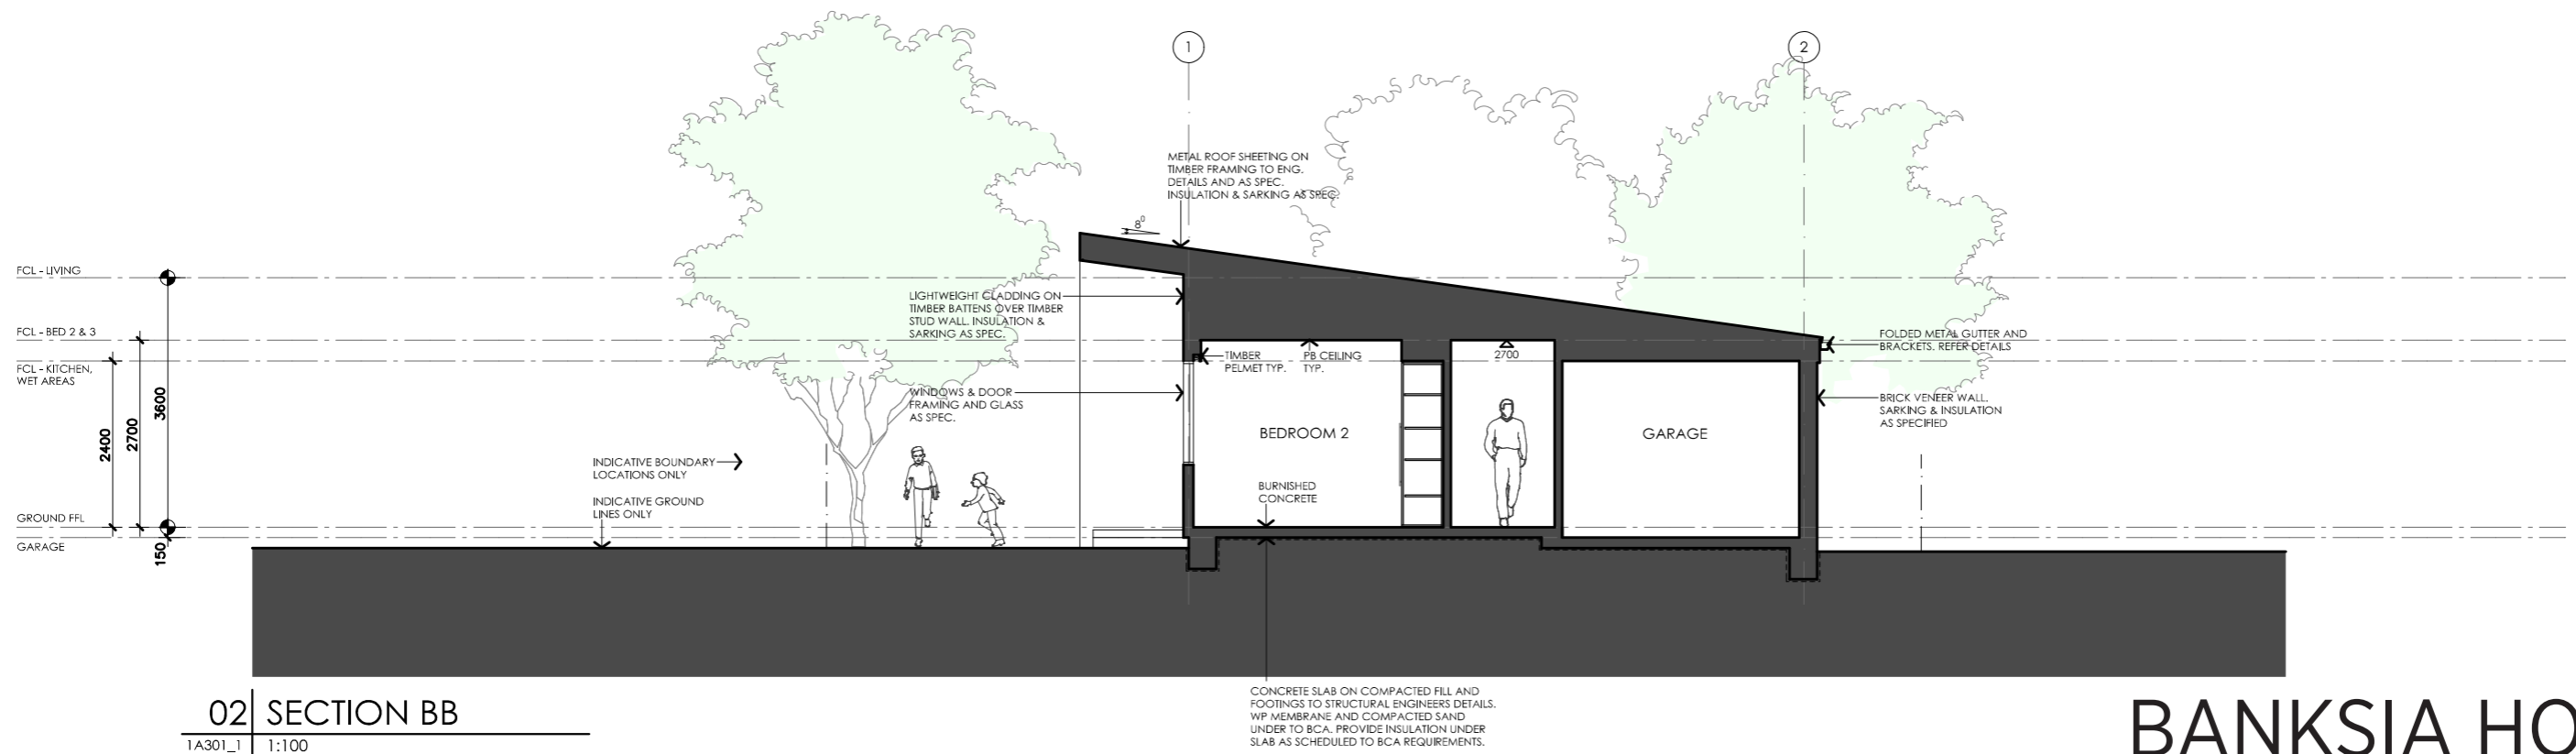 1
2
METAL ROOF SHEETING ON
TIMBER FRAMING TO ENG.
DETAILS AND AS SPEC.
INSULATION & SARKING AS SPEC.
8⁰
FCL - LIVING
LIGHTWEIGHT CLADDING ON
TIMBER BATTENS OVER TIMBER
STUD WALL. INSULATION &
SARKING AS SPEC.
FCL - BED 2 & 3
FOLDED METAL GUTTER AND
BRACKETS. REFER DETAILS
FCL - KITCHEN,
WET AREAS
TIMBER
PELMET TYP.
PB CEILING
TYP.
2700
WINDOWS & DOOR
FRAMING AND GLASS
AS SPEC.
BRICK VENEER WALL.
SARKING & INSULATION
AS SPECIFIED
2400
2700
3600
BEDROOM 2
GARAGE
INDICATIVE BOUNDARY
LOCATIONS ONLY
BURNISHED
CONCRETE
INDICATIVE GROUND
LINES ONLY
GROUND FFL
GARAGE
150
CONCRETE SLAB ON COMPACTED FILL AND
FOOTINGS TO STRUCTURAL ENGINEERS DETAILS.
WP MEMBRANE AND COMPACTED SAND
UNDER TO BCA. PROVIDE INSULATION UNDER
SLAB AS SCHEDULED TO BCA REQUIREMENTS.
02 SECTION BB
1A301_1 1:100
BANKSIA HO